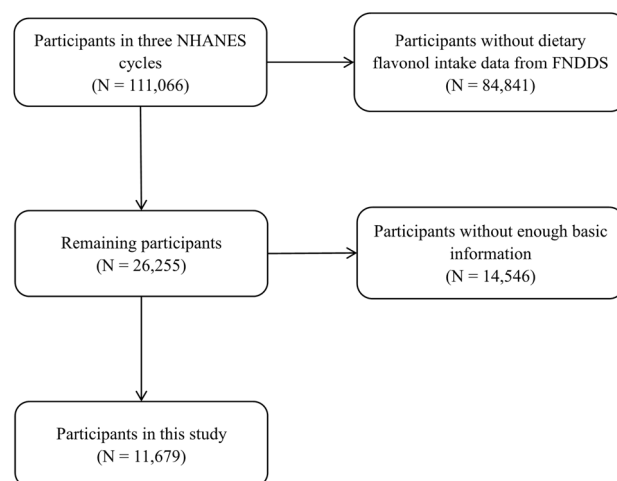 Participants in three NHANES
cycles
(N = 111,066)
Participants without dietary
flavonol intake data from FNDDS
(N = 84,841)
Remaining participants
(N = 26,255)
Participants without enough basic
information
(N = 14,546)
Participants in this study
(N = 11,679)